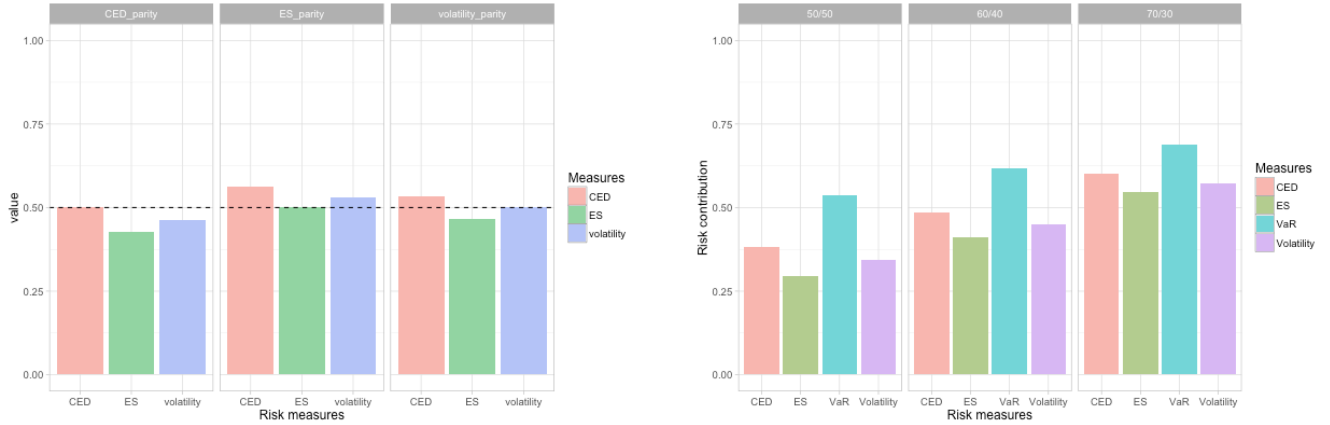 CED_parity
ES_parity
volatility_parity
1.00
0.75
0.50
0.25
0.00
value
CED
ES
volatility
CED
ES
volatility
CED
ES
volatility
Risk measures
Measures
CED
ES
volatility
50/50
60/40
70/30
1.00
0.75
0.50
0.25
0.00
Risk contribution
CED
ES
VaR
Volatility
CED
ES
VaR
Volatility
CED
ES
VaR
Volatility
Risk measures
Measures
CED
ES
VaR
Volatility